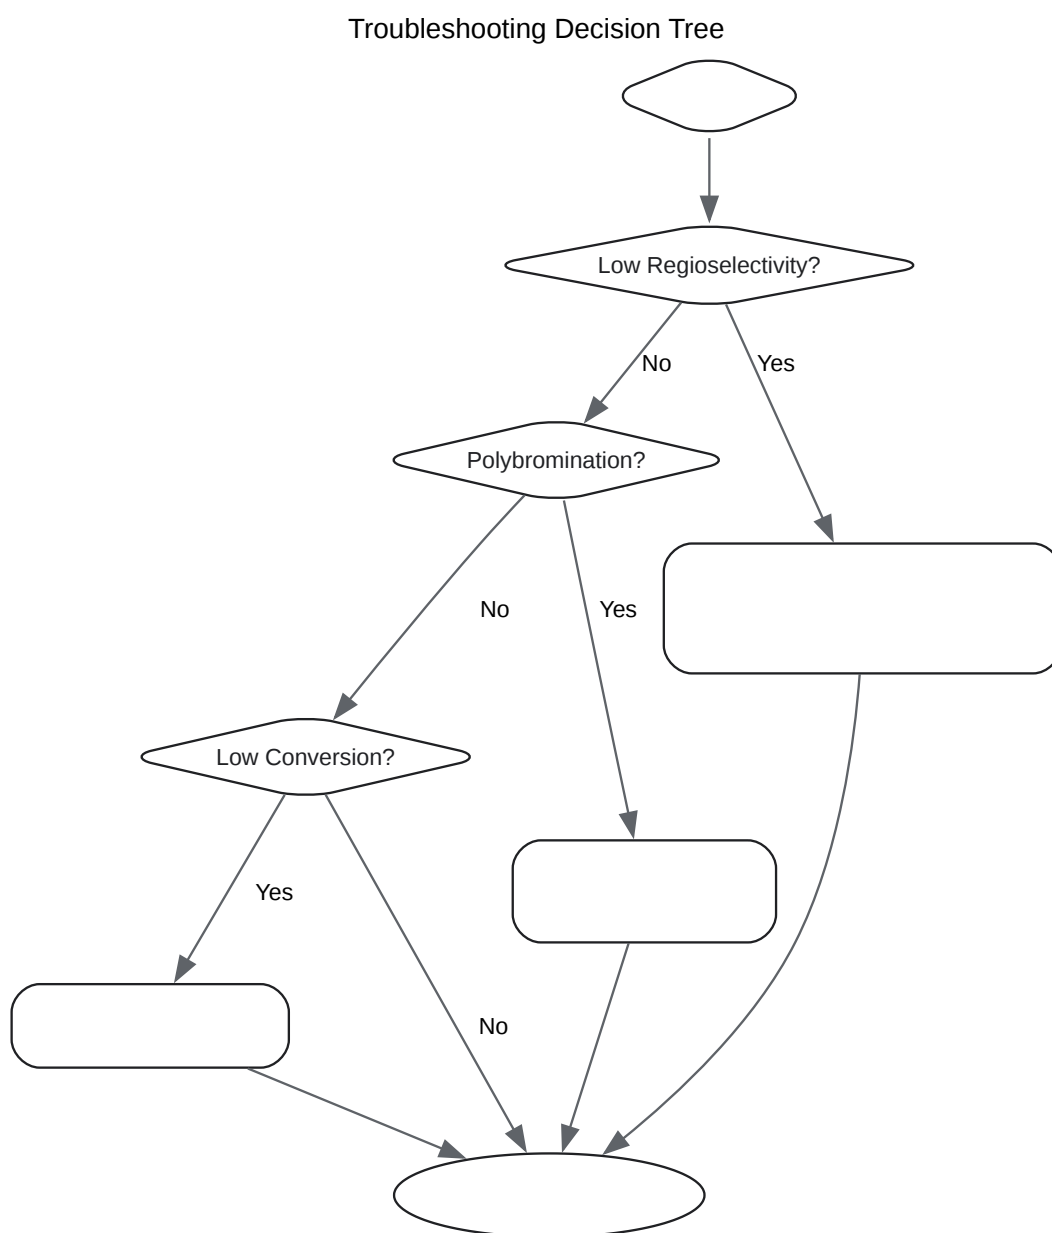 Troubleshooting Decision Tree
Low Regioselectivity?
No
Yes
Polybromination?
No
Yes
Low Conversion?
Yes
No